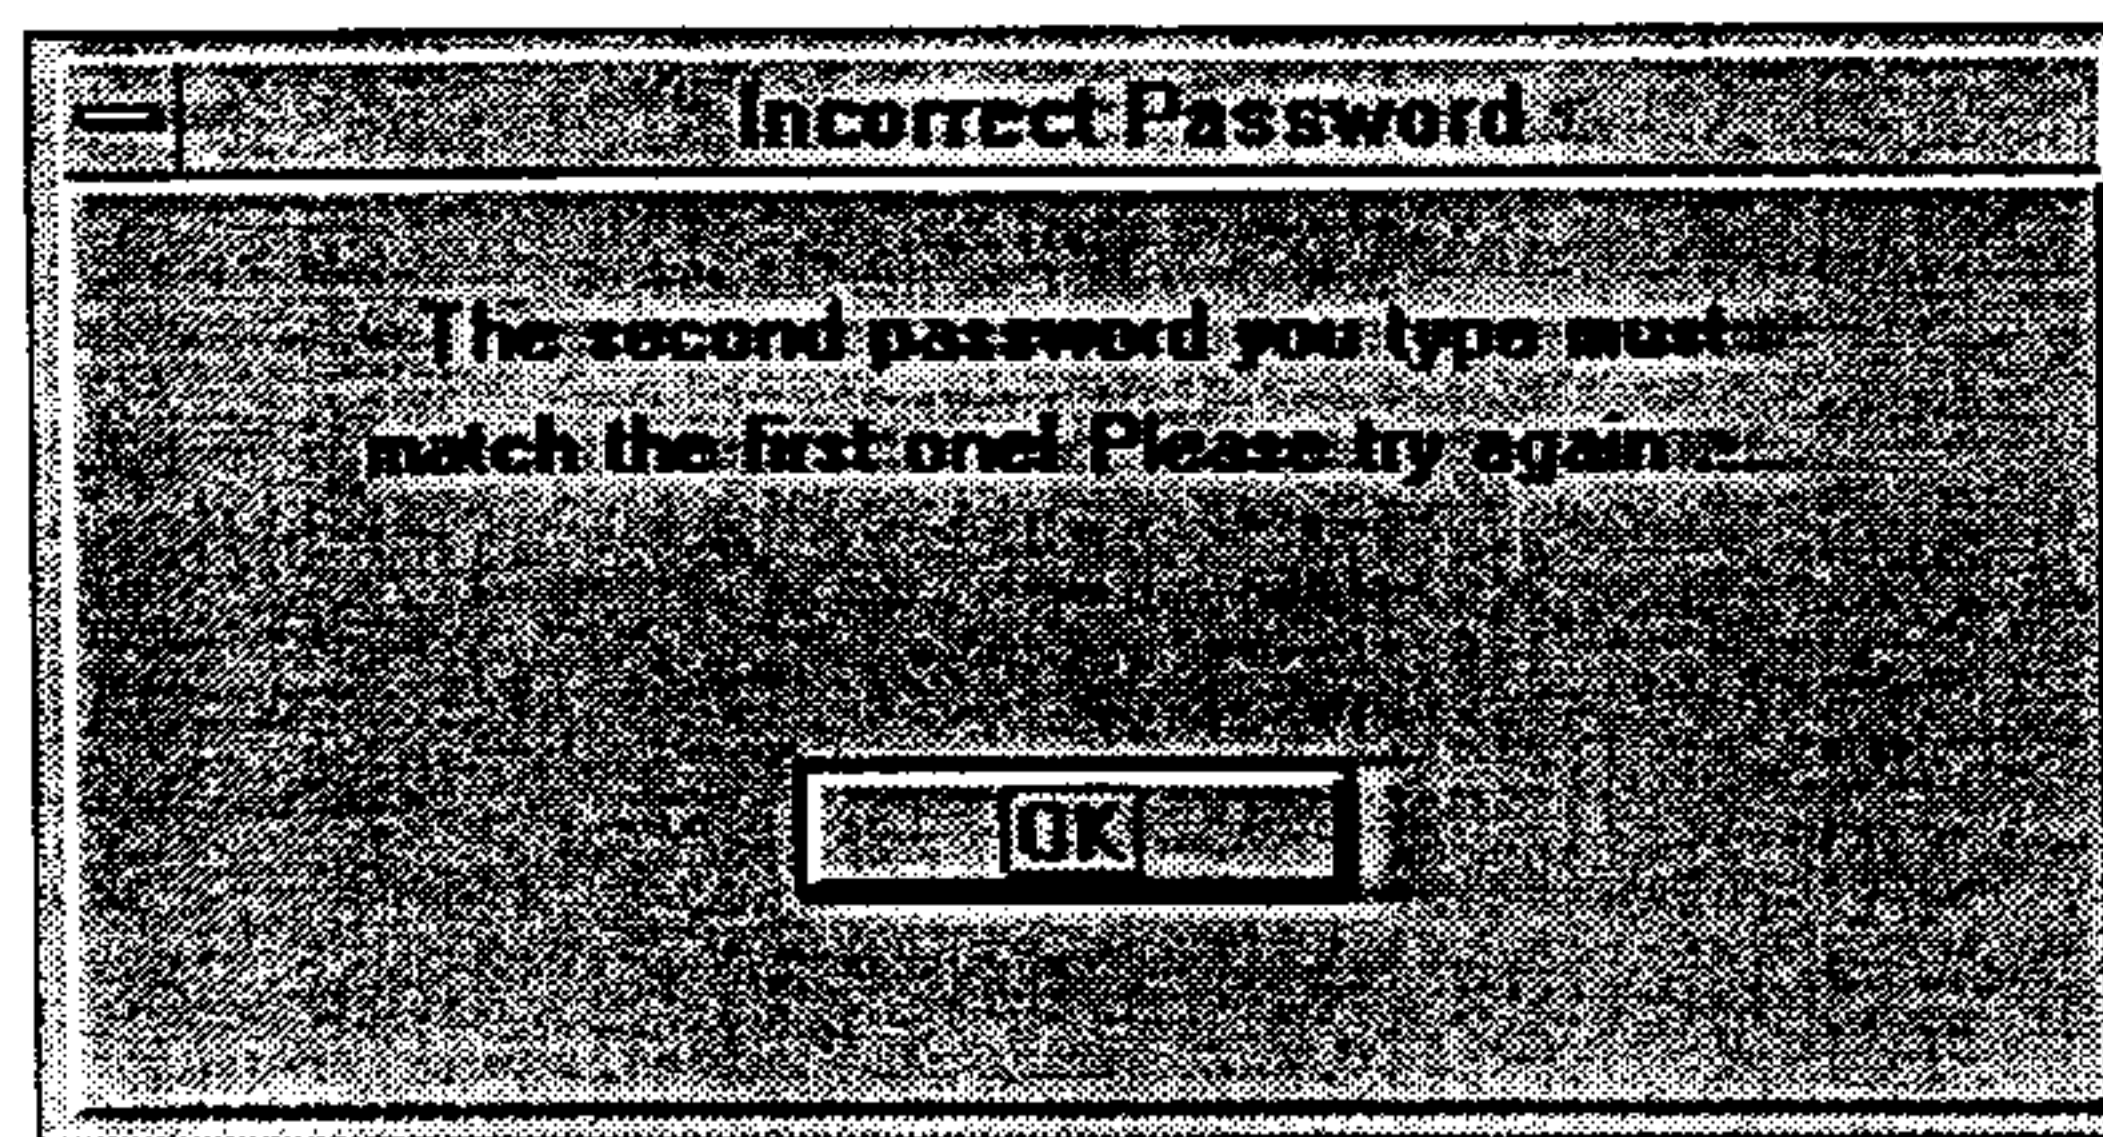 Incorrect Password
The second password you type must
match the first one! Please try again
OK